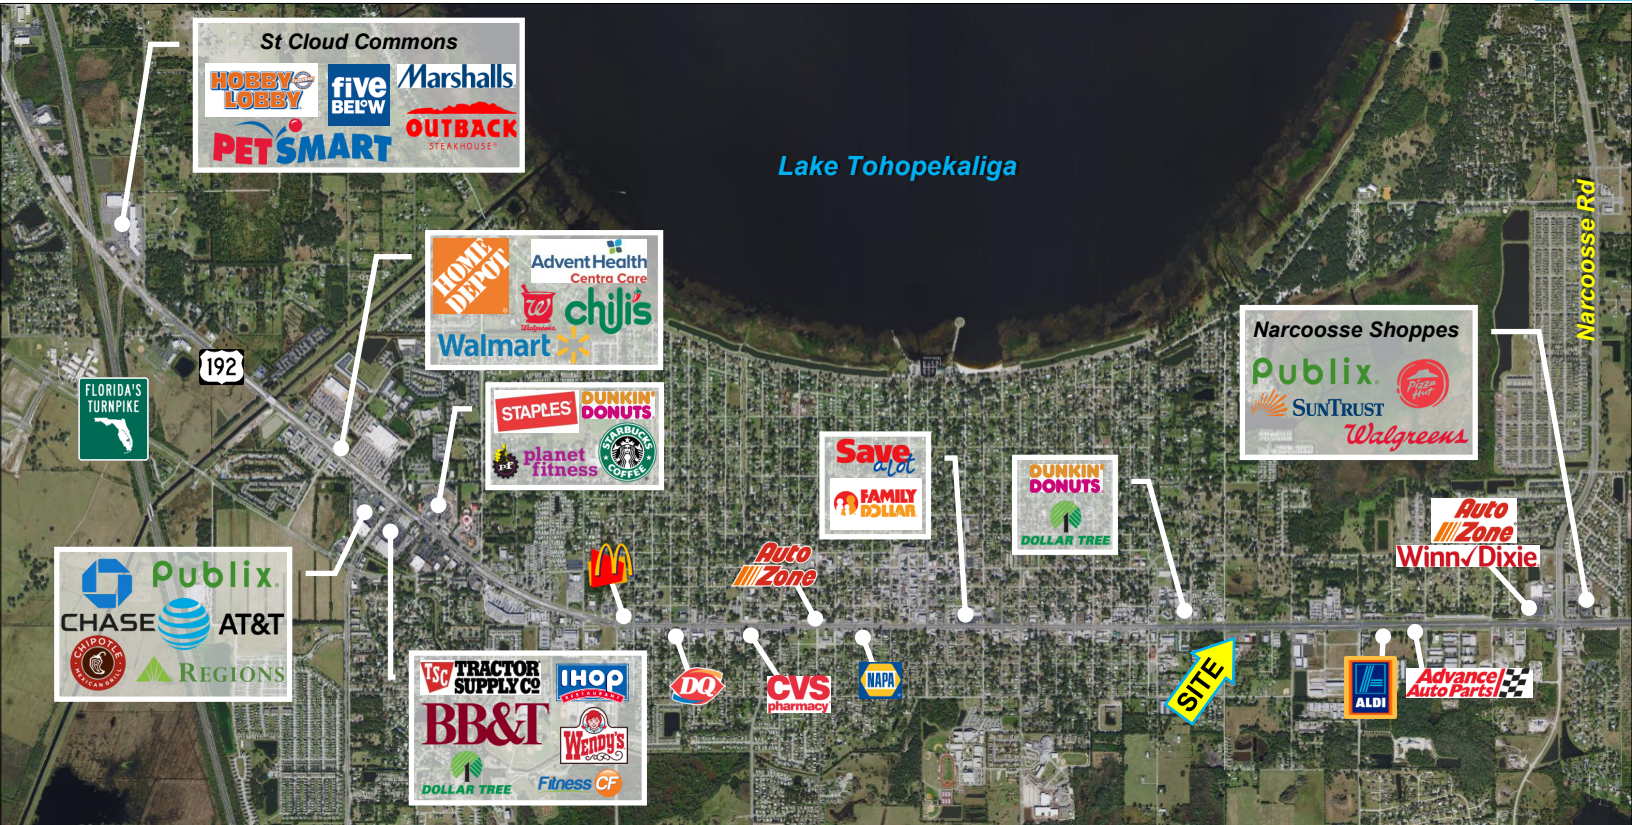 St Cloud Commons
HOBBY
LOBBY
five
BELOW
Marshalls
PETSMART
OUTBACK
STEAKHOUSE®
Lake Tohopekaliga
Narcoosse Rd
192
FLORIDA'S
TURNPIKE
THE
HOME
DEPOT
AdventHealth
Centra Care
W
Walgreens
chili's
Walmart
STAPLES
DUNKIN'
DONUTS
pf
planet
fitness
STARBUCKS
COFFEE
Narcoosse Shoppes
Publix®
Pizza
Hut
SUNTRUST
Walgreens
Save
a lot
FAMILY
DOLLAR
DUNKIN'
DONUTS
1
DOLLAR TREE
Auto
Zone
Winn Dixie
CHASE
Publix®
AT&T
CHIPOTLE
MEXICAN GRILL
REGIONS
M
Auto
Zone
TSC
TRACTOR
SUPPLY CO
IHOP
RESTAURANT
BB&T
Wendy's
1
DOLLAR TREE
Fitness CF
DQ
CVS
pharmacy
NAPA
SITE
ALDI
Advance
Auto Parts